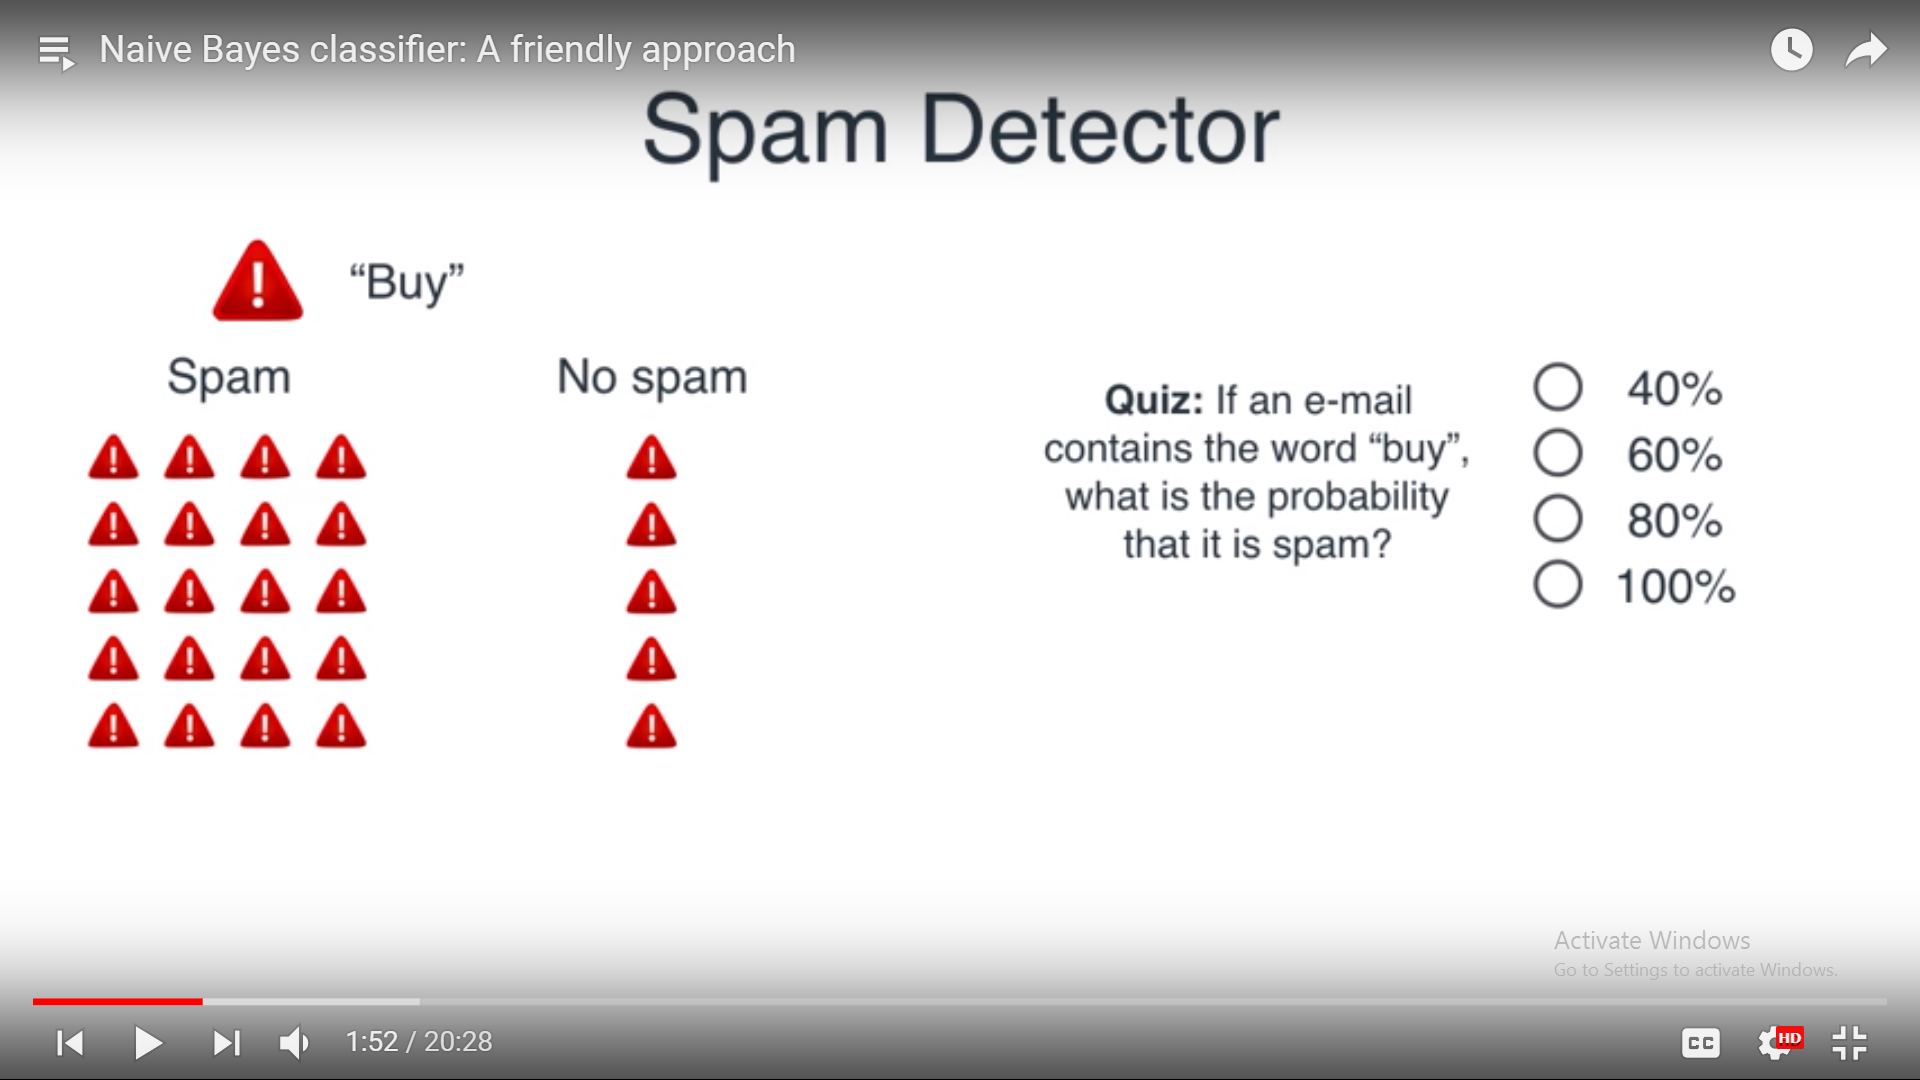 Naive Bayes classifier: A friendly approach
Spam Detector
“Buy”
Spam
No spam
Quiz: If an e-mail
contains the word “buy”,
what is the probability
that it is spam?
40%
60%
80%
100%
Activate Windows
Go to Settings to activate Windows.
1:52 / 20:28
CC
HD